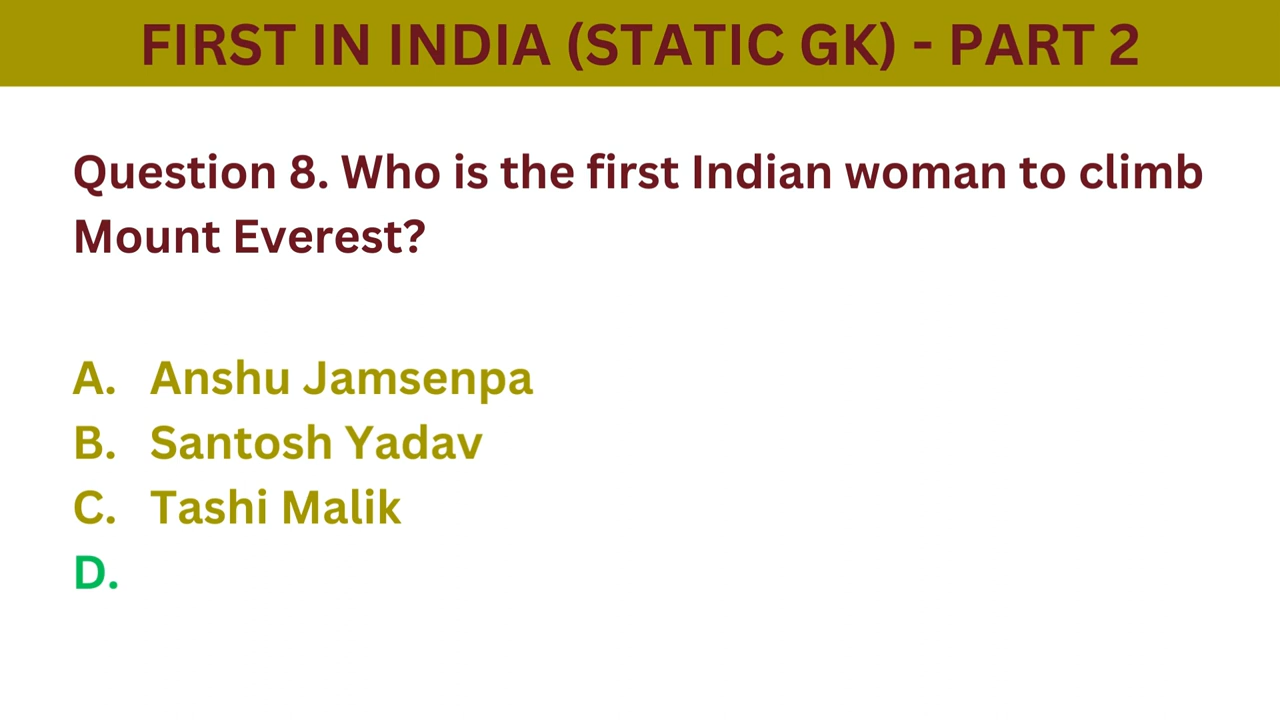 FIRST IN INDIA (STATIC GK) - PART 2
Question 8. Who is the first Indian woman to climb
Mount Everest?
A. Anshu Jamsenpa
B. Santosh Yadav
C. Tashi Malik
D.